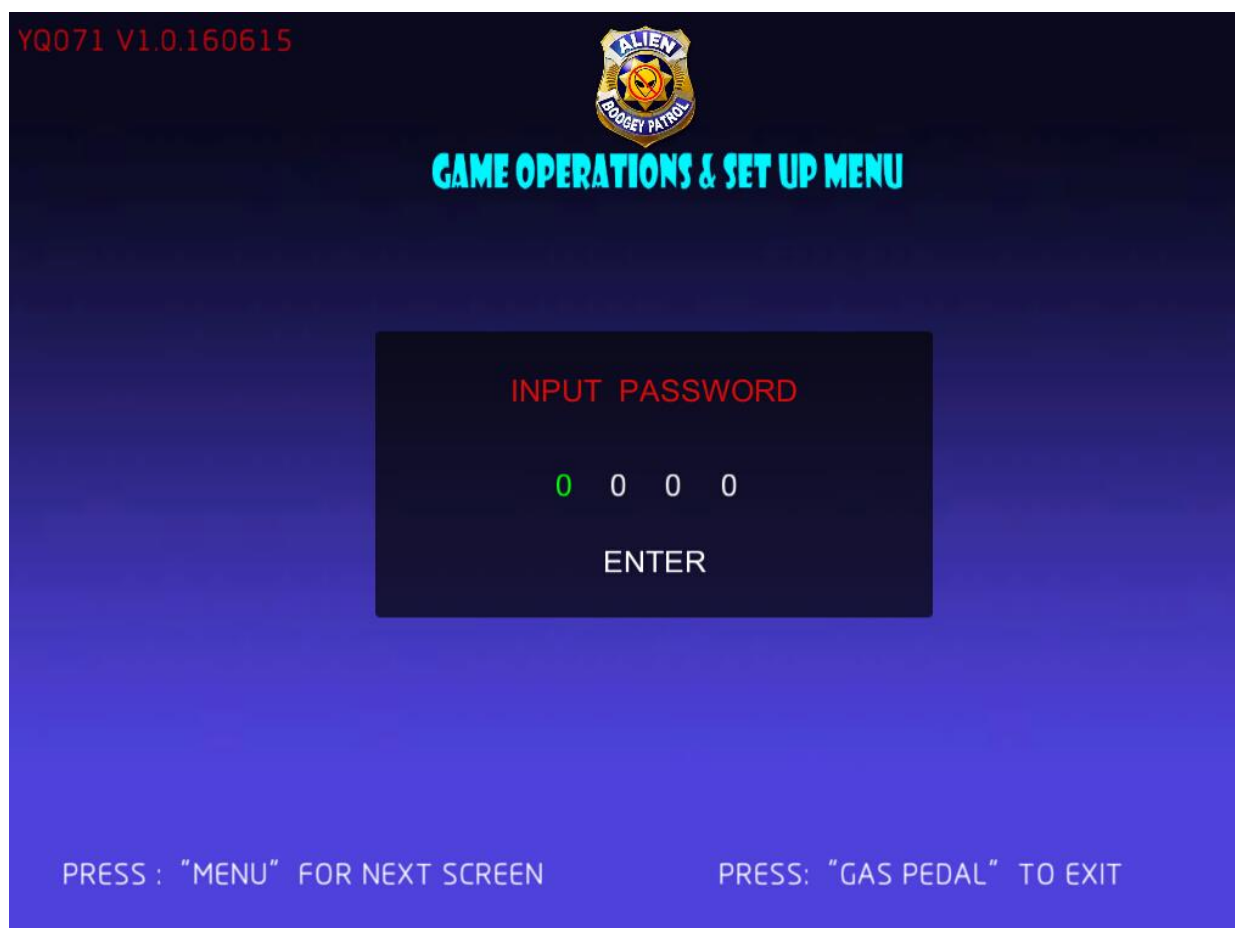 YQ071 V1.0.160615
ALIEN
BOOGEY PATROL
GAME OPERATIONS & SET UP MENU
INPUT PASSWORD
0 0 0 0
ENTER
PRESS : "MENU" FOR NEXT SCREEN
PRESS: "GAS PEDAL" TO EXIT